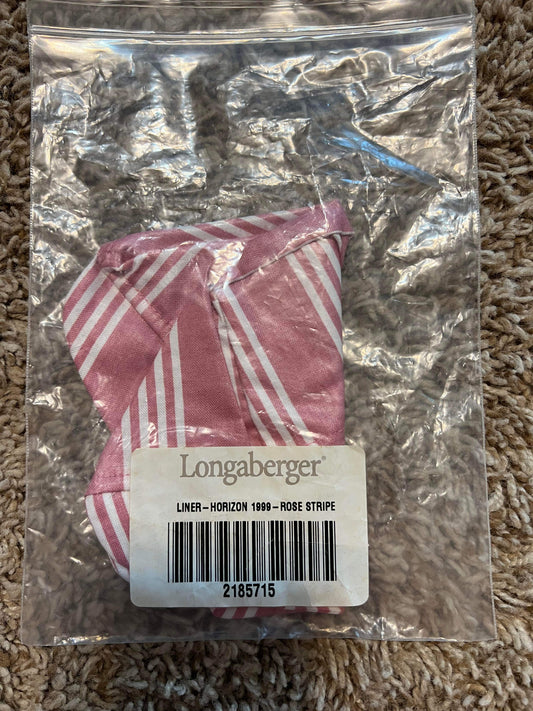 Longaberger®
LINER – HORIZON 1999 – ROSE STRIPE
2185715